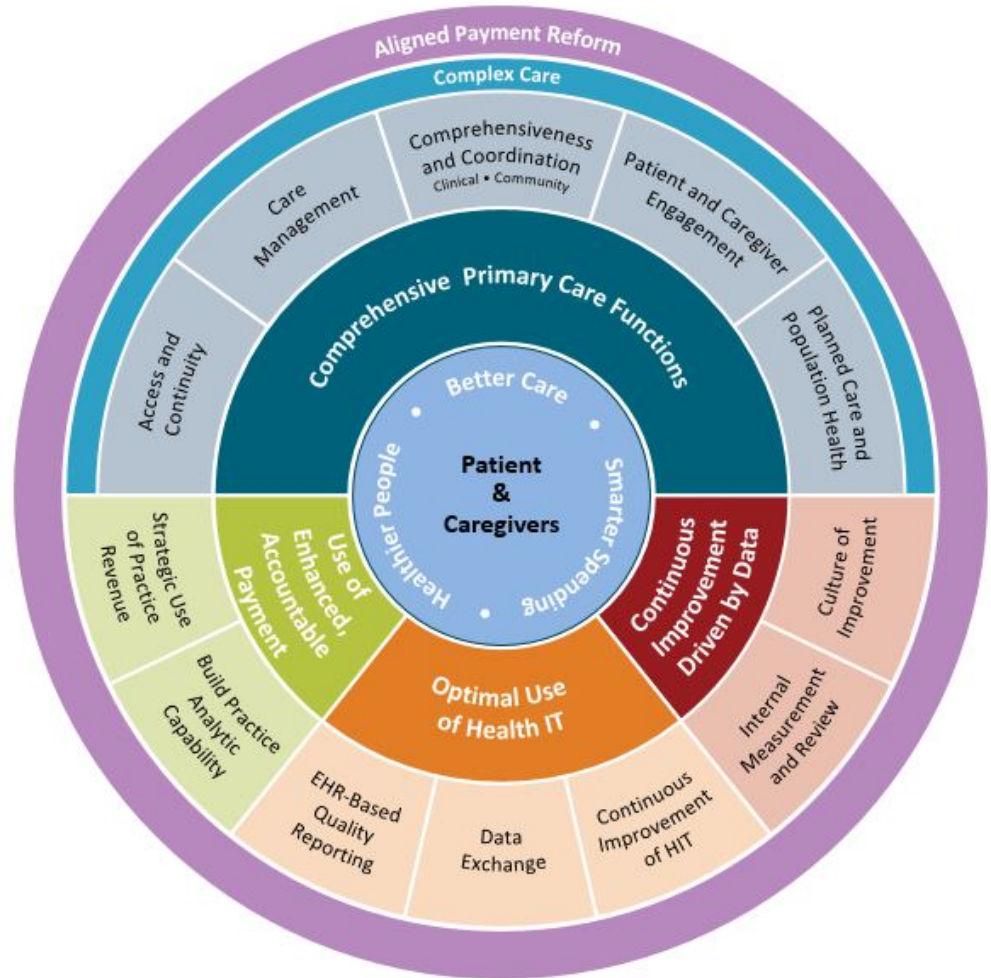 Aligned Payment Reform
Complex Care
Access and
Continuity
Care
Management
Comprehensiveness
and Coordination
Clinical • Community
Patient and Caregiver
Engagement
Planned Care and
Population Health
Comprehensive Primary Care Functions
Better Care
Smarter Spending
Healthier People
Patient
&
Caregivers
Use of
Enhanced,
Accountable
Payment
Optimal Use
of Health IT
Continuous
Improvement
Driven by Data
Strategic Use
of Practice
Revenue
Build Practice
Analytic
Capability
EHR-Based
Quality
Reporting
Data
Exchange
Continuous
Improvement
of HIT
Internal
Measurement
and Review
Culture of
Improvement